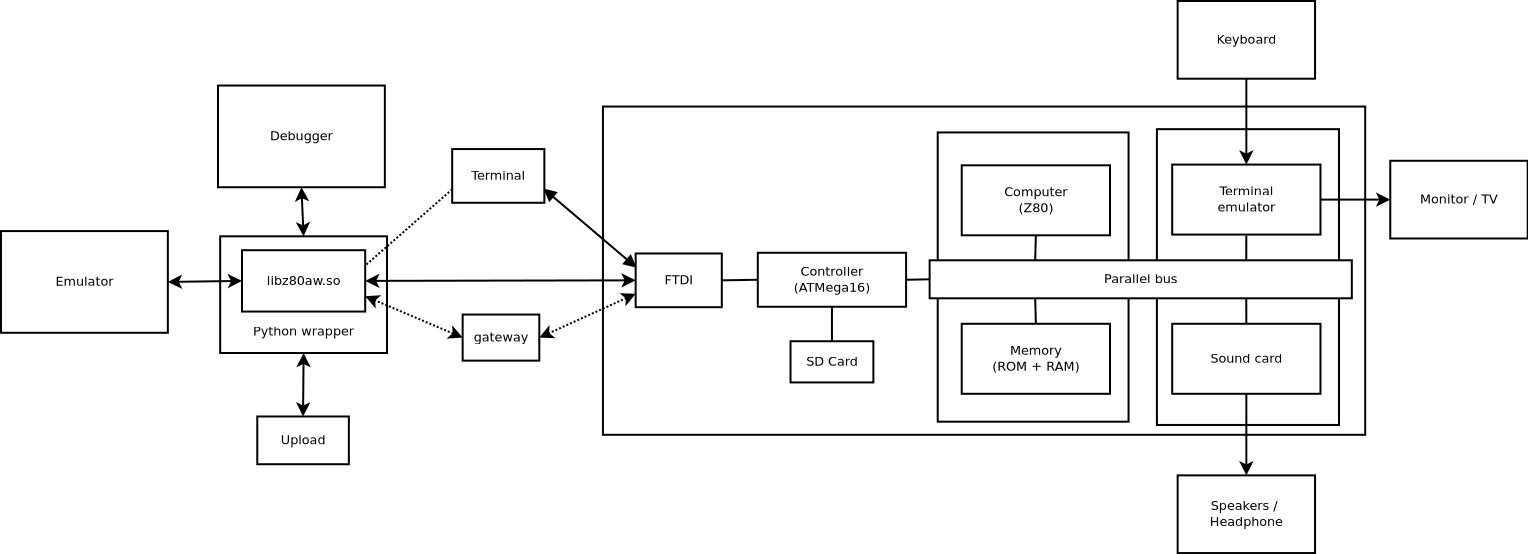 Keyboard
Debugger
Terminal
Computer
(Z80)
Terminal
emulator
Monitor / TV
Emulator
libz80aw.so
Python wrapper
FTDI
Controller
(ATMega16)
Parallel bus
gateway
SD Card
Memory
(ROM + RAM)
Sound card
Upload
Speakers /
Headphone